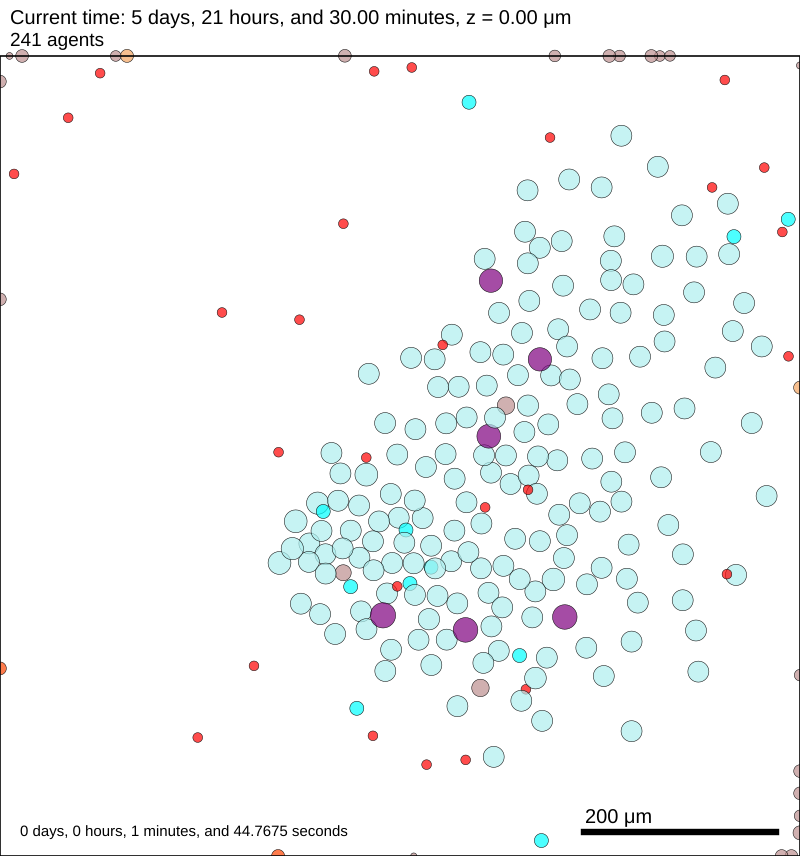 Current time: 5 days, 21 hours, and 30.00 minutes, z = 0.00 μm
241 agents
200 μm
0 days, 0 hours, 1 minutes, and 44.7675 seconds